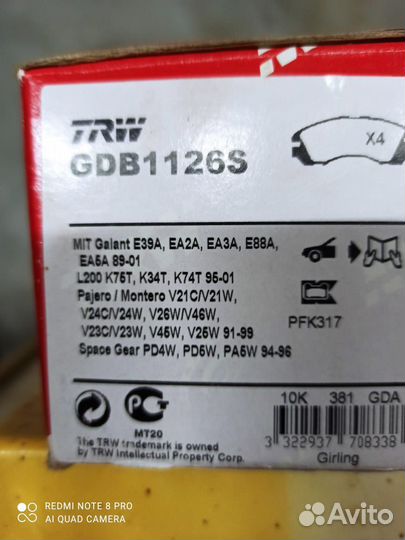 TRW
GDB1126S
X4
MIT Galant E39A, EA2A, EA3A, E88A,
EA5A 89-01
L200 K75T, K34T, K74T 95-01
Pajero / Montero V21C/V21W,
V24C/V24W, V26W/V46W,
V23C/V23W, V45W, V25W 91-99
Space Gear PD4W, PD5W, PA5W 94-96
PFK317
10K 381 GDA
MT20
The TRW trademark is owned
by TRW Intellectual Property Corp.
3 322937 708338
Girling
REDMI NOTE 8 PRO
AI QUAD CAMERA
Avito